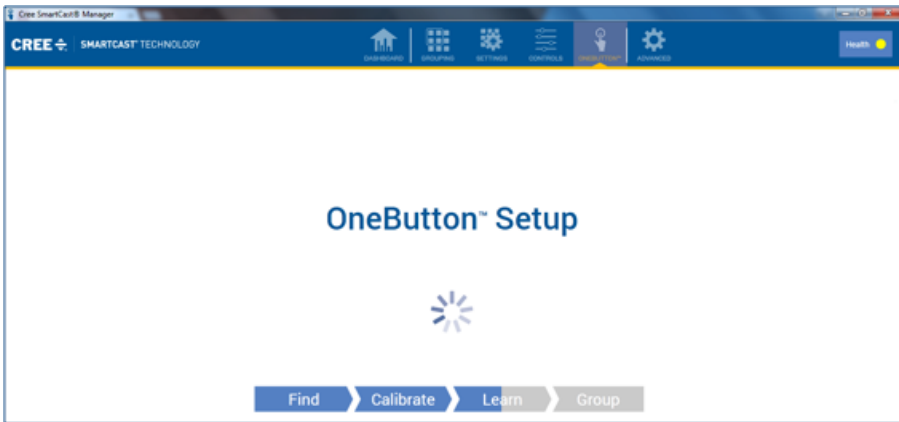 Cree SmartCast® Manager
CREE SMARTCAST® TECHNOLOGY
DASHBOARD GROUPING SETTINGS CONTROLS ONEBUTTON™ ADVANCED
Health
OneButton™ Setup
Find Calibrate Learn Group